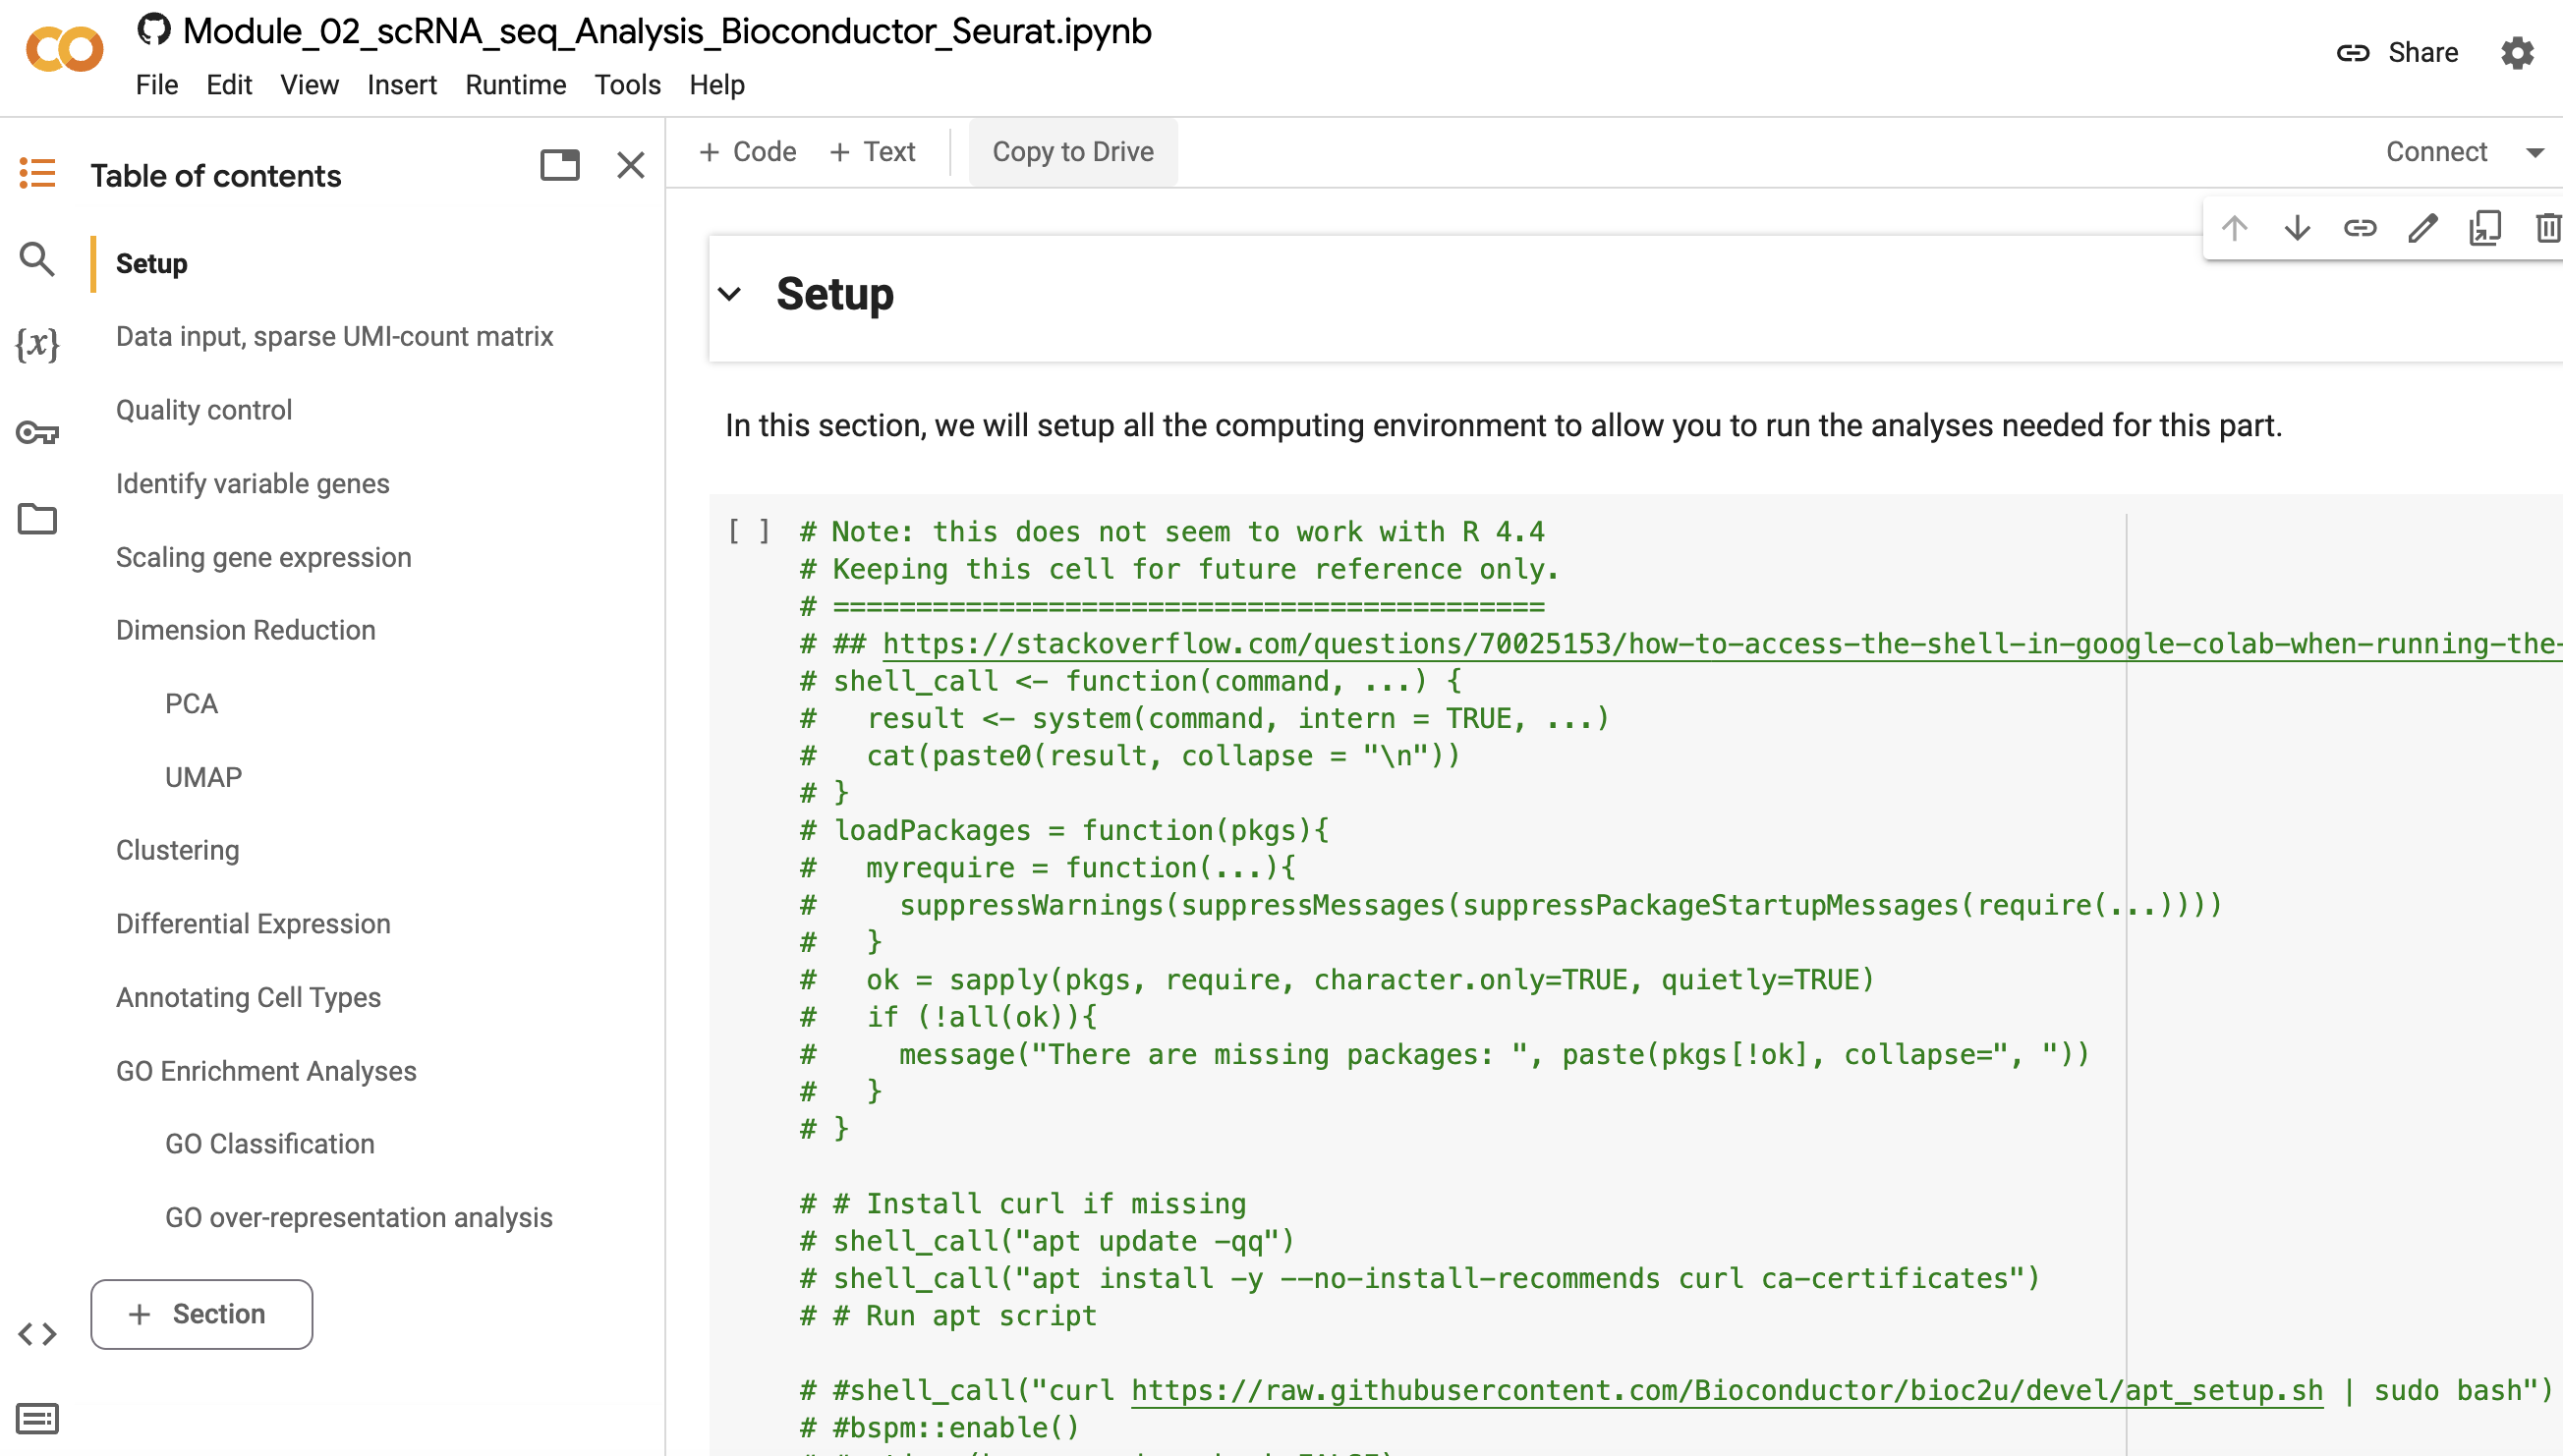 Module_02_scRNA_seq_Analysis_Bioconductor_Seurat.ipynb
File Edit View Insert Runtime Tools Help
Share
Table of contents
Setup
Data input, sparse UMI-count matrix
Quality control
Identify variable genes
Scaling gene expression
Dimension Reduction
PCA
UMAP
Clustering
Differential Expression
Annotating Cell Types
GO Enrichment Analyses
GO Classification
GO over-representation analysis
+ Section
+ Code + Text Copy to Drive Connect
Setup
In this section, we will setup all the computing environment to allow you to run the analyses needed for this part.
[ ] # Note: this does not seem to work with R 4.4
# Keeping this cell for future reference only.
# ===========================================
# ## https://stackoverflow.com/questions/70025153/how-to-access-the-shell-in-google-colab-when-running-the-
# shell_call <- function(command, ...) {
#   result <- system(command, intern = TRUE, ...)
#   cat(paste0(result, collapse = "\n"))
# }
# loadPackages = function(pkgs){
#   myrequire = function(...){
#     suppressWarnings(suppressMessages(suppressPackageStartupMessages(require(...))))
#   }
#   ok = sapply(pkgs, require, character.only=TRUE, quietly=TRUE)
#   if (!all(ok)){
#     message("There are missing packages: ", paste(pkgs[!ok], collapse=", "))
#   }
# }
# # Install curl if missing
# shell_call("apt update -qq")
# shell_call("apt install -y --no-install-recommends curl ca-certificates")
# # Run apt script
# #shell_call("curl https://raw.githubusercontent.com/Bioconductor/bioc2u/devel/apt_setup.sh | sudo bash")
# #bspm::enable()